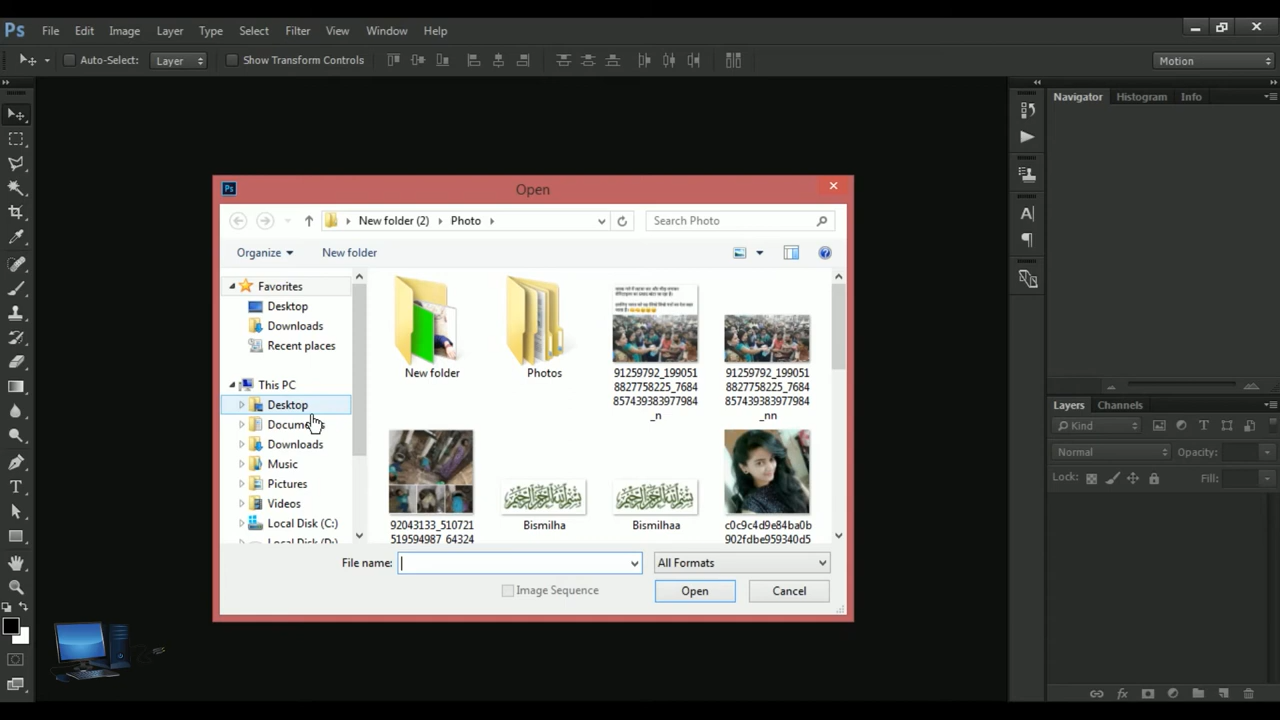 Ps File Edit Image Layer Type Select Filter View Window Help
Auto-Select: Layer Show Transform Controls Motion
Navigator Histogram Info
Open
New folder (2) Photo Search Photo
Organize New folder
Favorites
Desktop
Downloads
Recent places
This PC
Desktop
Downloads
Music
Pictures
Videos
Local Disk (C:)
Local Disk (D:)
New folder
Photos
91259792_199051
8827758225_7684
857439383977984
_n
91259792_199051
8827758225_7684
857439383977984
_nn
92043133_510721
519594987_64324
Bismilha
Bismilhaa
c0c9c4d9e84ba0b
902fdbe959340d5
File name: All Formats
Image Sequence Open Cancel
Layers Channels
Kind
Normal Opacity:
Lock: Fill: